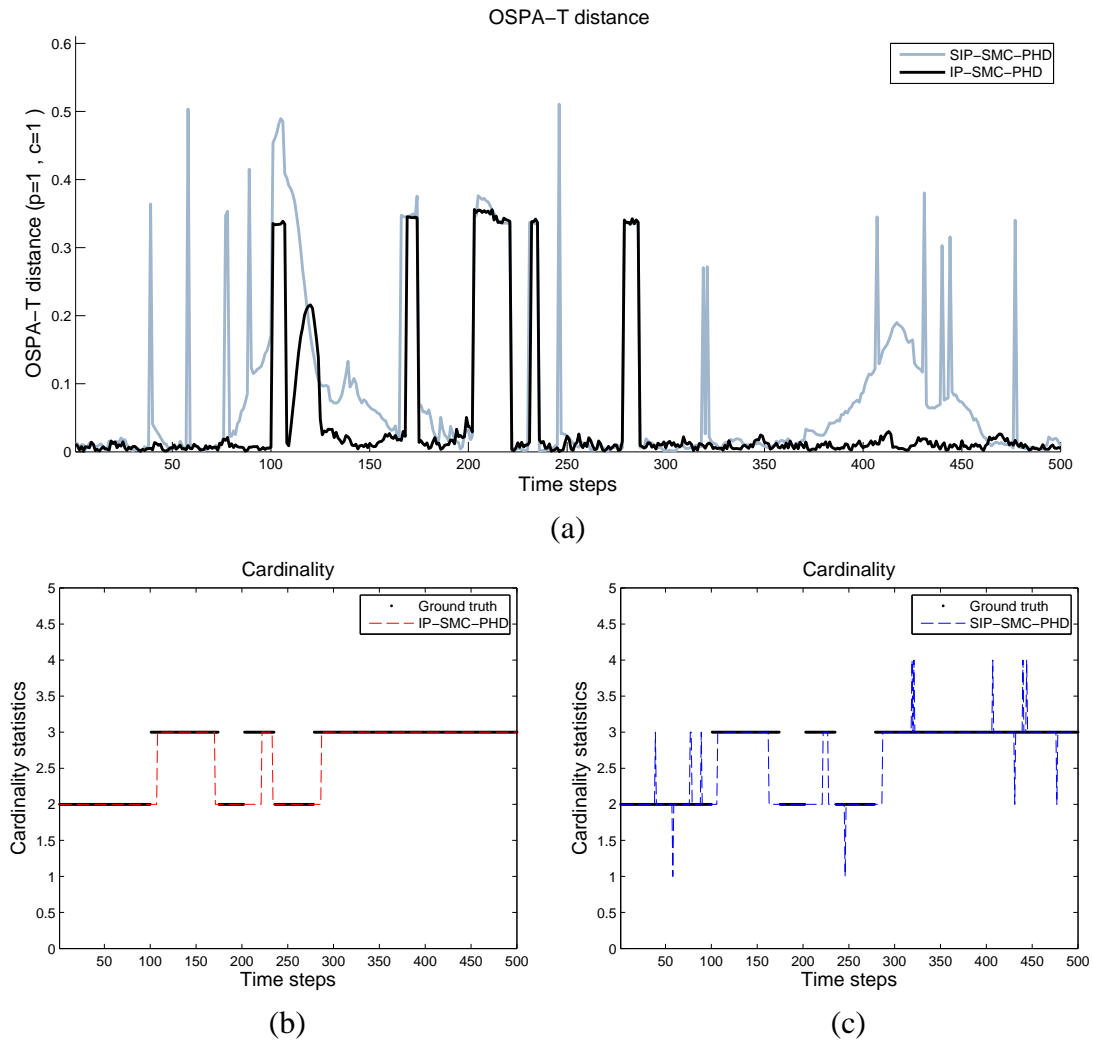 OSPA−T distance
SIP−SMC−PHD
IP−SMC−PHD
OSPA−T distance (p=1 , c=1 )
0.6
0.5
0.4
0.3
0.2
0.1
0
50 100 150 200 250 300 350 400 450 500
Time steps
(a)
Cardinality
Ground truth
IP−SMC−PHD
Cardinality statistics
5
4.5
4
3.5
3
2.5
2
1.5
1
0.5
0
50 100 150 200 250 300 350 400 450 500
Time steps
(b)
Cardinality
Ground truth
SIP−SMC−PHD
Cardinality statistics
5
4.5
4
3.5
3
2.5
2
1.5
1
0.5
0
50 100 150 200 250 300 350 400 450 500
Time steps
(c)